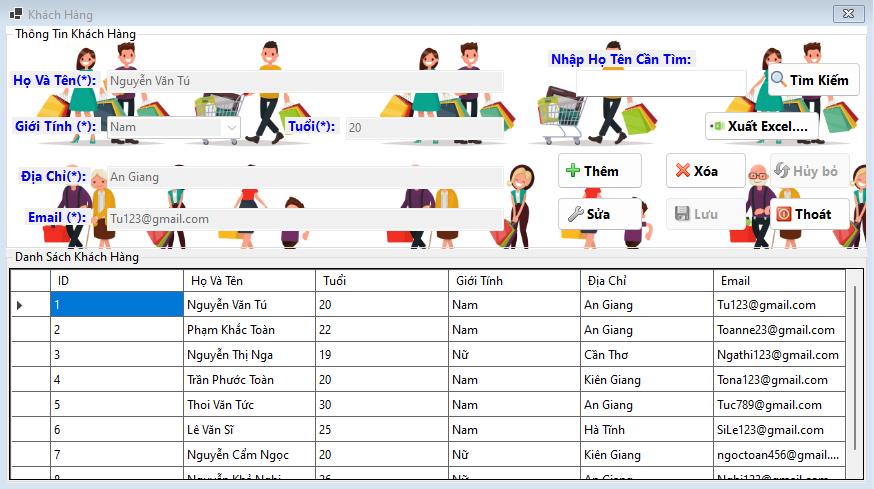 Khách Hàng
Thông Tin Khách Hàng
Họ Và Tên(*): Nguyễn Văn Tú
Nhập Họ Tên Cần Tìm:
Tìm Kiếm
Giới Tính (*): Nam Tuổi(*): 20
Xuất Excel....
Địa Chỉ(*): An Giang
Thêm Xóa Hủy bỏ
Email (*): Tu123@gmail.com
Sửa Lưu Thoát
Danh Sách Khách Hàng
ID Họ Và Tên Tuổi Giới Tính Địa Chỉ Email
1 Nguyễn Văn Tú 20 Nam An Giang Tu123@gmail.com
2 Phạm Khắc Toàn 22 Nam An Giang Toanne23@gmail.com
3 Nguyễn Thị Nga 19 Nữ Cần Thơ Ngathi123@gmail.com
4 Trần Phước Toàn 20 Nam Kiên Giang Tona123@gmail.com
5 Thoi Văn Tức 30 Nam An Giang Tuc789@gmail.com
6 Lê Văn Sĩ 25 Nam Hà Tĩnh SiLe123@gmail.com
7 Nguyễn Cẩm Ngọc 20 Nữ Kiên Giang ngoctoan456@gmail....
8 Nguyễn Khả 26 Nam An Giang